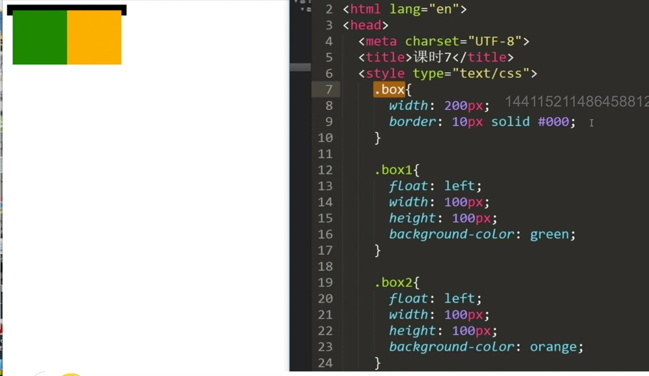 2 <html lang="en">
3 <head>
4 <meta charset="UTF-8">
5 <title>课时7</title>
6 <style type="text/css">
7 .box{
8 width: 200px;
144115211486458812
9 border: 10px solid #000;
10 }
11
12 .box1{
13 float: left;
14 width: 100px;
15 height: 100px;
16 background-color: green;
17 }
18
19 .box2{
20 float: left;
21 width: 100px;
22 height: 100px;
23 background-color: orange;
24 }